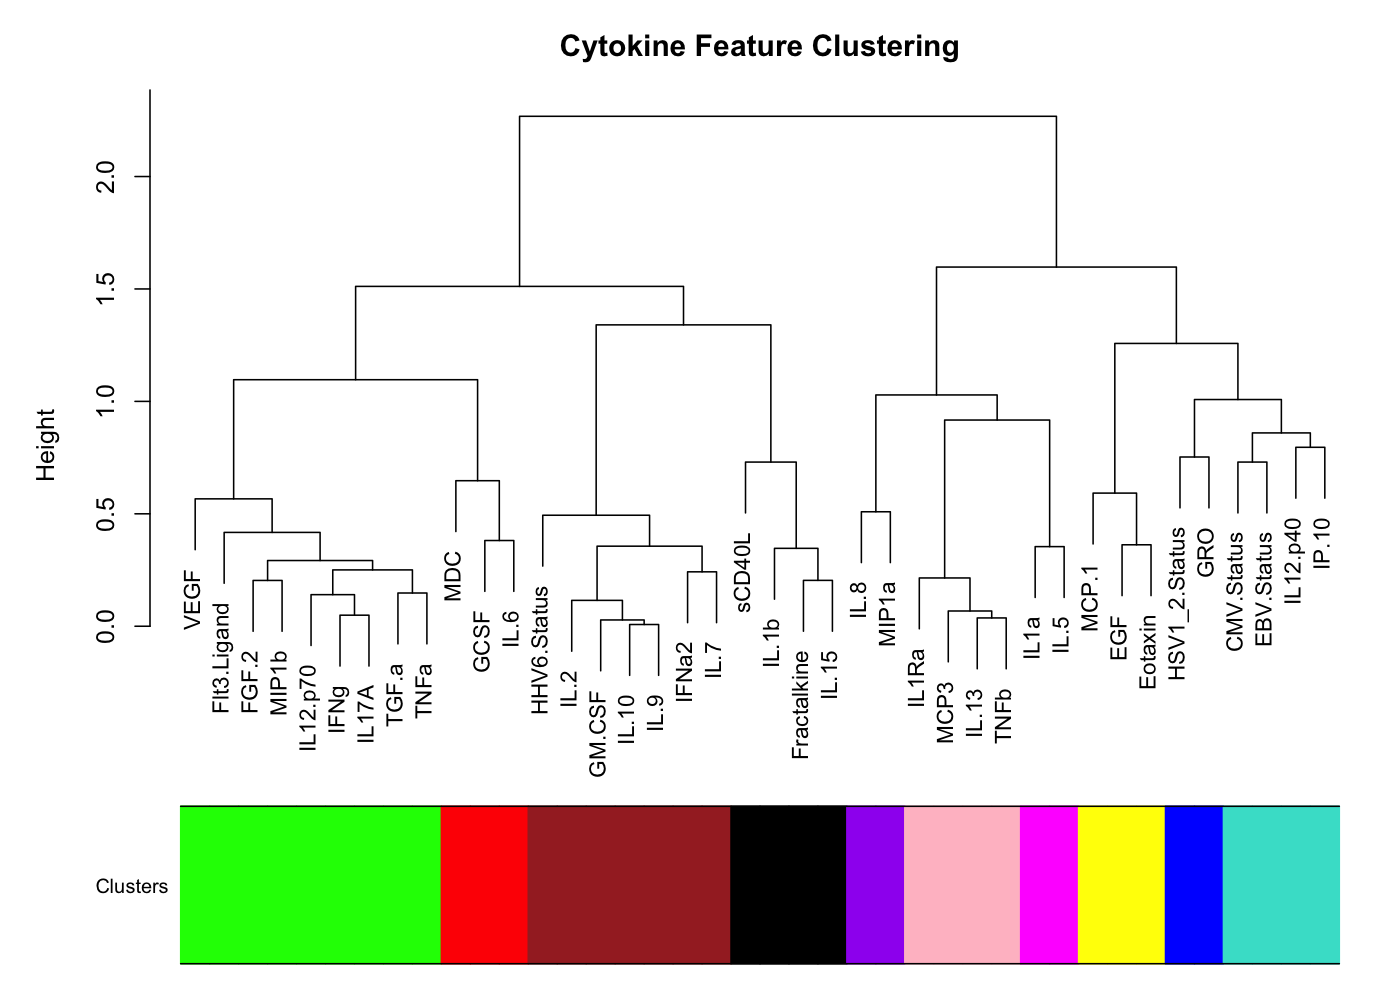 Cytokine Feature Clustering
Height
2.0
1.5
1.0
0.5
0.0
VEGF
Flt3.Ligand
FGF.2
MIP1b
IL12.p70
IFNg
IL17A
TGF.a
TNFa
MDC
GCSF
IL.6
HHV6.Status
IL.2
GM.CSF
IL.10
IL.9
IFNa2
IL.7
sCD40L
IL.1b
Fractalkine
IL.15
IL.8
MIP1a
IL1Ra
MCP3
IL.13
TNFb
IL1a
IL.5
MCP.1
EGF
Eotaxin
HSV1_2.Status
GRO
CMV.Status
EBV.Status
IL12.p40
IP.10
Clusters